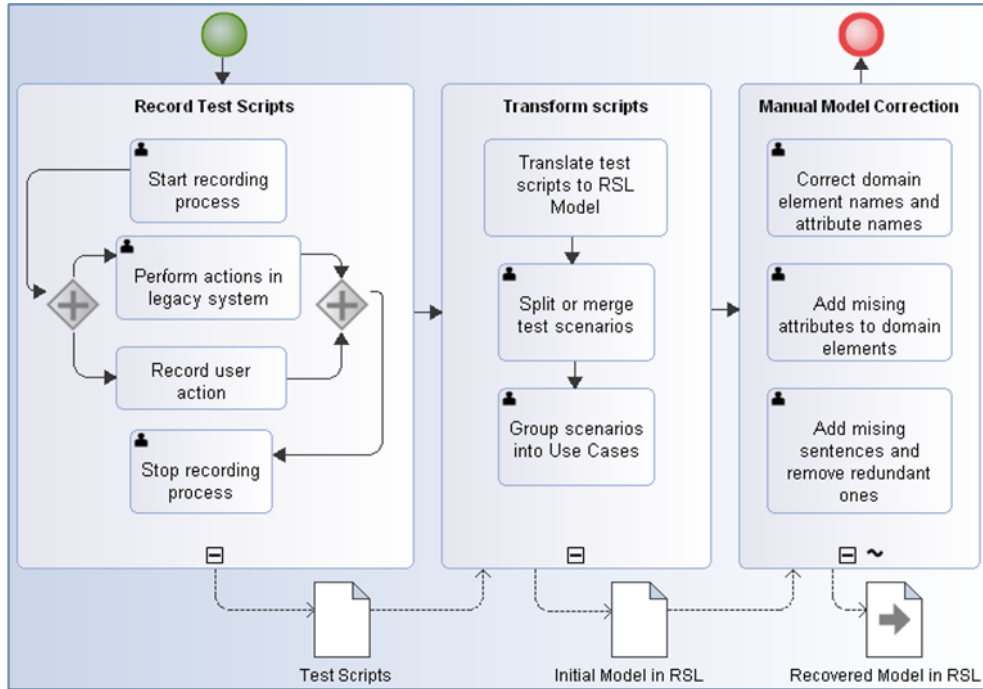 Record Test Scripts
Start recording
process
Perform actions in
legacy system
Record user
action
Stop recording
process
Transform scripts
Translate test
scripts to RSL
Model
Split or merge
test scenarios
Group scenarios
into Use Cases
Manual Model Correction
Correct domain
element names and
attribute names
Add mising
attributes to domain
elements
Add mising
sentences and
remove redundant
ones
Test Scripts
Initial Model in RSL
Recovered Model in RSL